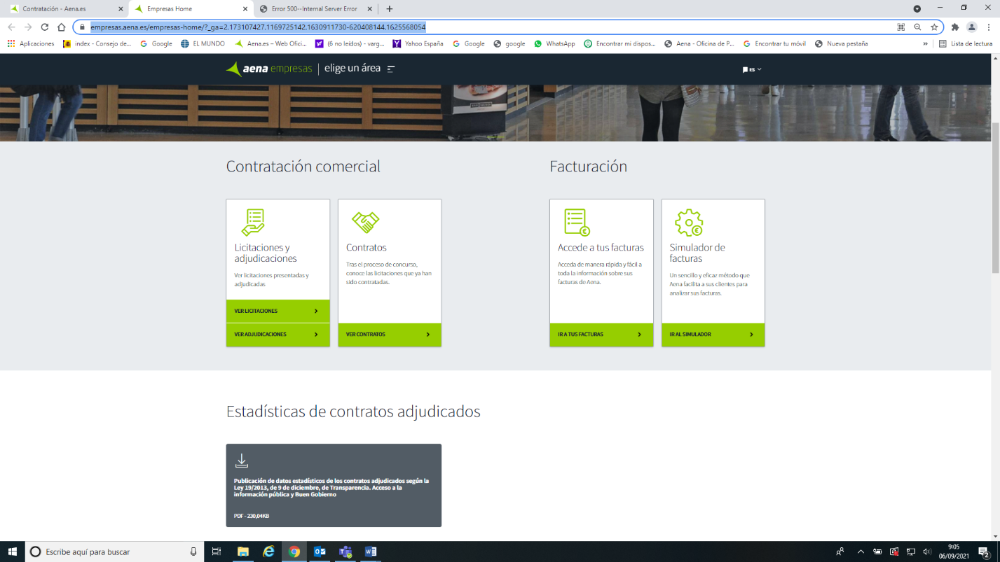 Contratación - Aena.es
Empresas Home
Error 500--Internal Server Error
empresas.aena.es/empresas-home/?_ga=2.173107427.1169725142.1630911730-620408144.1625568054
Aplicaciones
index - Consejo de...
Google
EL MUNDO
Aena.es – Web Ofici...
(6 no leídos) - varg...
Yahoo España
Google
google
WhatsApp
Encontrar mi dispos...
Aena - Oficina de P...
Encontrar tu móvil
Nueva pestaña
»
Lista de lectura
aena empresas
elige un área
ES
Contratación comercial
Facturación
Licitaciones y
adjudicaciones
Ver licitaciones presentadas y
adjudicadas
VER LICITACIONES
VER ADJUDICACIONES
Contratos
Tras el proceso de concurso,
conoce las licitaciones que ya han
sido contratadas.
VER CONTRATOS
Accede a tus facturas
Acceda de manera rápida y fácil a
toda la información sobre sus
facturas de Aena.
IR A TUS FACTURAS
Simulador de
facturas
Un sencillo y eficaz método que
Aena facilita a sus clientes para
analizar sus facturas.
IR AL SIMULADOR
Estadísticas de contratos adjudicados
Publicación de datos estadísticos de los contratos adjudicados según la
Ley 19/2013, de 9 de diciembre, de Transparencia. Acceso a la
información pública y Buen Gobierno
PDF - 230,04KB
Escribe aquí para buscar
9:05
06/09/2021
2